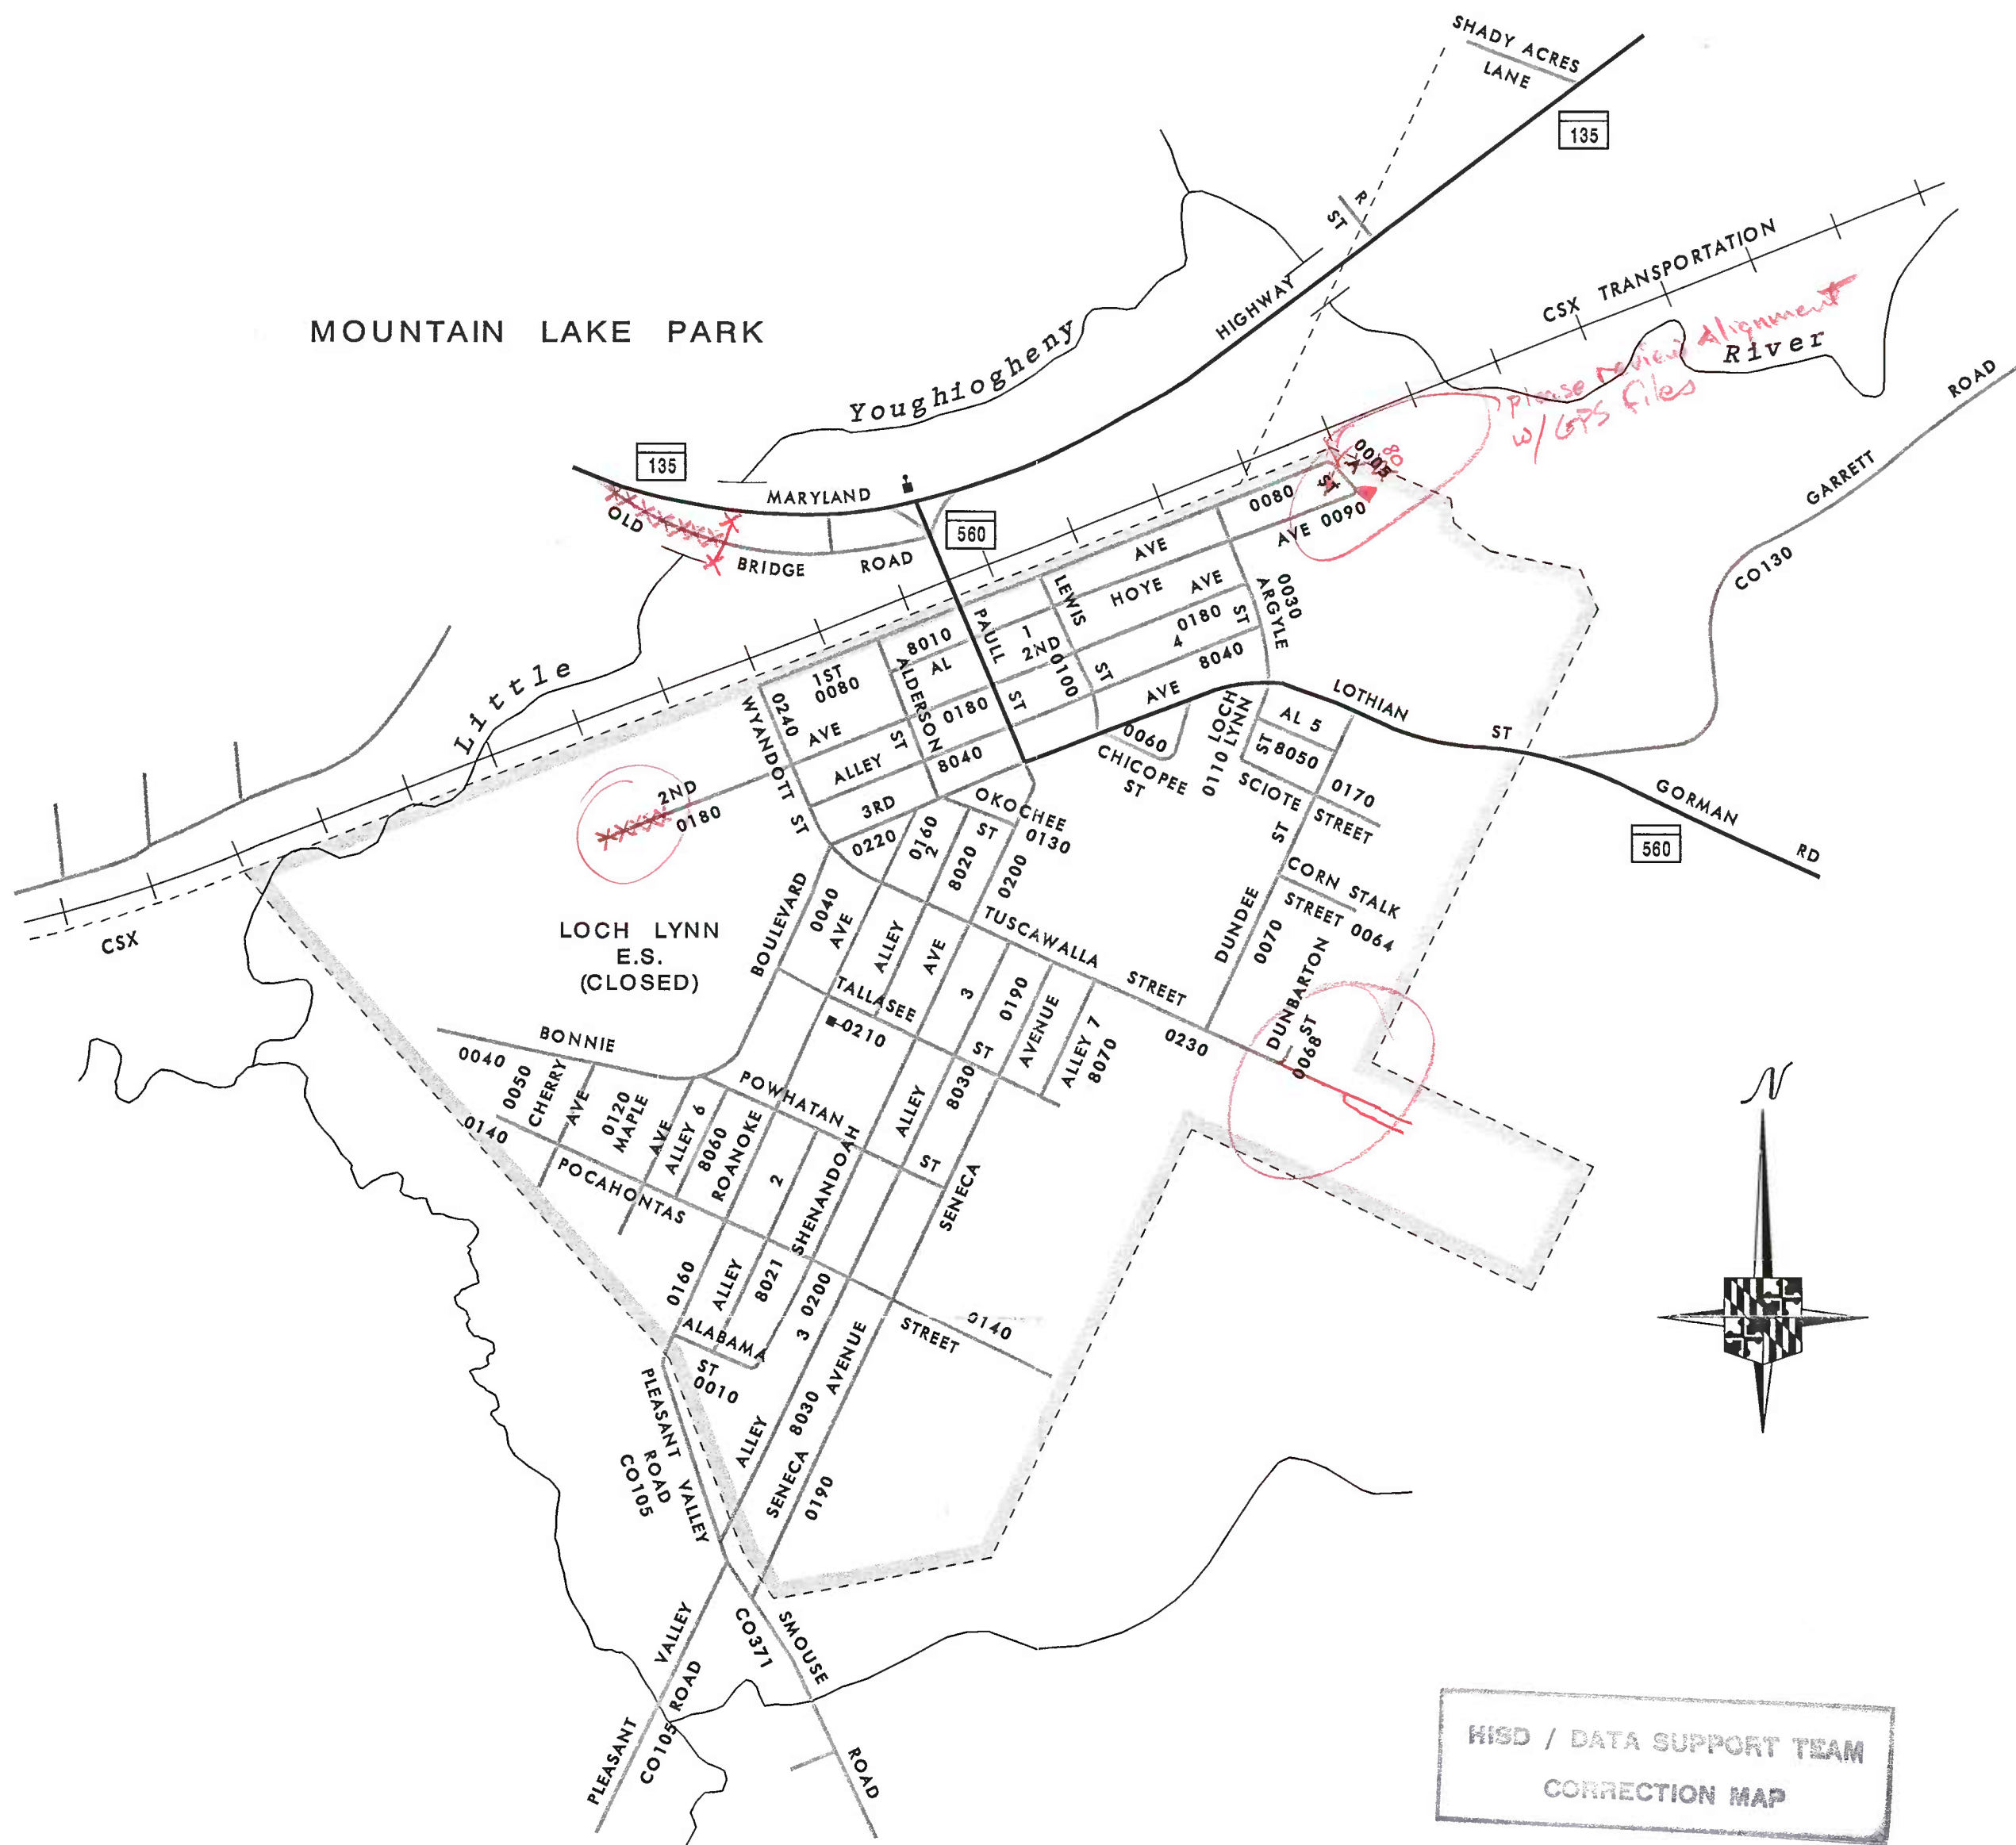 SHADY ACRES
LANE
135
R
ST
CSX TRANSPORTATION
HIGHWAY
MOUNTAIN LAKE PARK
Youghiogheny
River
please review Alignment
w/ GPS files
ROAD
GARRETT
CO130
135
MARYLAND
OLD
BRIDGE
ROAD
560
0005
80
A
ST
0080
AVE 0090
AVE
HOYE AVE
LEWIS
ST
0030
ARGYLE
ST
0180
4
8040
PAULL
ST
1
2ND
0100
8010
AL
1ST
0080
ALDERSON
ST
0240
WYANDOTT ST
AVE
0180
ALLEY
8040
3RD
AVE
Little
2ND
0180
0220
0060
CHICOPEE
ST
LOCH
LYNN
ST
0110
LOTHIAN
ST
AL 5
8050
SCIOTE
STREET
0170
GORMAN
RD
560
OKOCHEE
ST
0130
0160
2
8020
0200
CORN STALK
STREET 0064
DUNDEE
ST
0070
DUNBARTON
ST
0068
CSX
LOCH LYNN
E.S.
(CLOSED)
BOULEVARD
0040
AVE
ALLEY
AVE
TUSCAWALLA
STREET
0230
TALLASEE
ST
0210
3
0190
AVENUE
ALLEY 7
8070
BONNIE
0040
0050
CHERRY
AVE
0120
MAPLE
AVE
ALLEY 6
8060
POWHATAN
ST
ROANOKE
2
ALLEY
8030
SHENANDOAH
SENECA
0140
POCAHONTAS
0160
ALLEY
8021
0200
3
ALABAMA
ST
0010
STREET
0140
AVENUE
8030
ALLEY
SENECA
0190
PLEASANT VALLEY
ROAD
CO105
N
CO371
SMOUSE
ROAD
PLEASANT VALLEY
ROAD
CO105
HISD / DATA SUPPORT TEAM
CORRECTION MAP